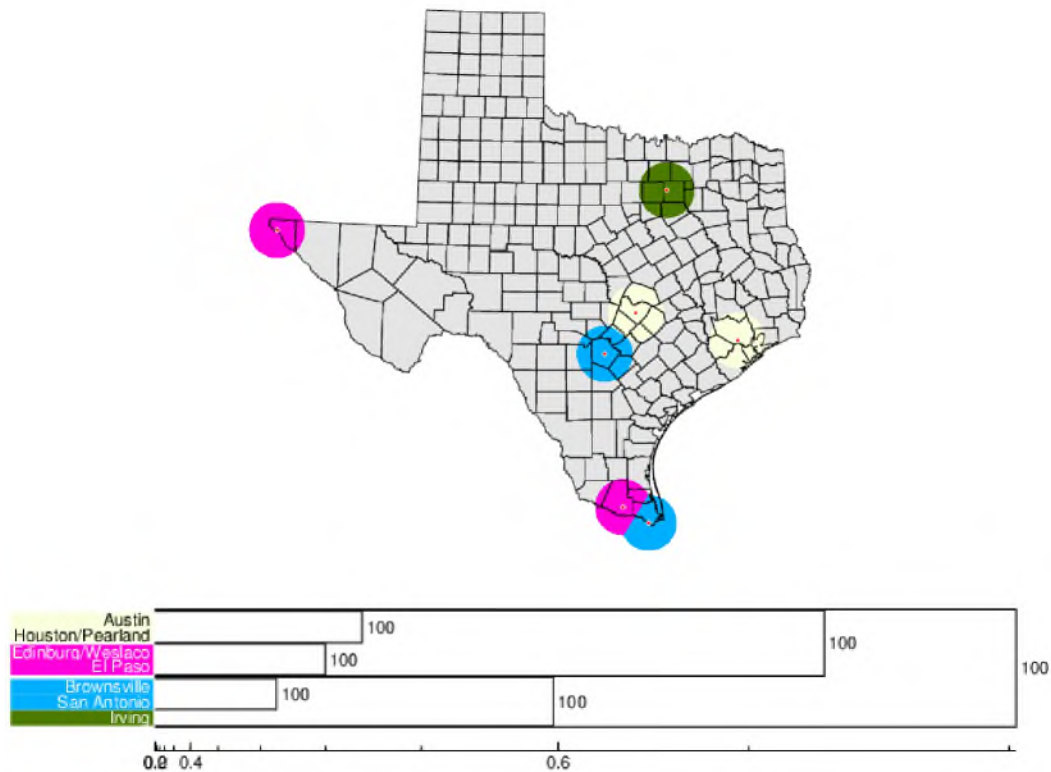 Austin
Houston/Pearland
100
Edinburg/Weslaco
El Paso
100
100
Brownsville
San Antonio
100
100
Irving
100
0.4
0.6